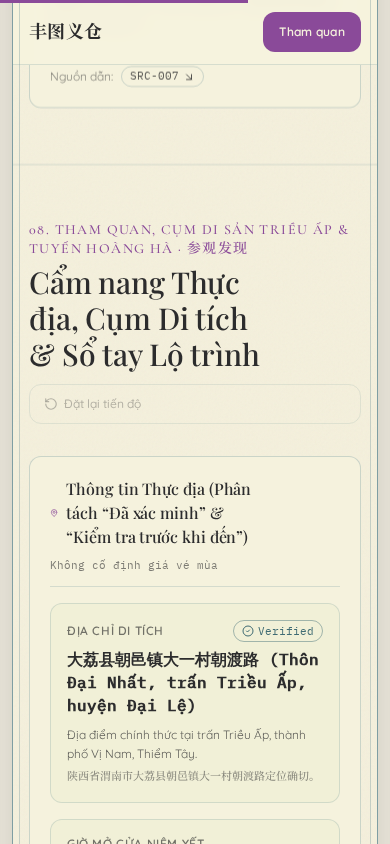 丰图义仓
Tham quan
Nguồn dẫn: SRC-007
08. THAM QUAN, CỤM DI SẢN TRIỀU ẤP &
TUYẾN HOÀNG HÀ · 参观发现
Cẩm nang Thực
địa, Cụm Di tích
& Sổ tay Lộ trình
Đặt lại tiến độ
Thông tin Thực địa (Phân
tách “Đã xác minh” &
“Kiểm tra trước khi đến”)
Không cố định giá vé mùa
ĐỊA CHỈ DI TÍCH
Verified
大荔县朝邑镇大一村朝渡路 (Thôn
Đại Nhất, trấn Triều Ấp,
huyện Đại Lệ)
Địa điểm chính thức tại trấn Triều Ấp, thành
phố Vị Nam, Thiểm Tây.
陕西省渭南市大荔县朝邑镇大一村朝渡路定位确切。
GIỜ MỞ CỬA NIÊM YẾT